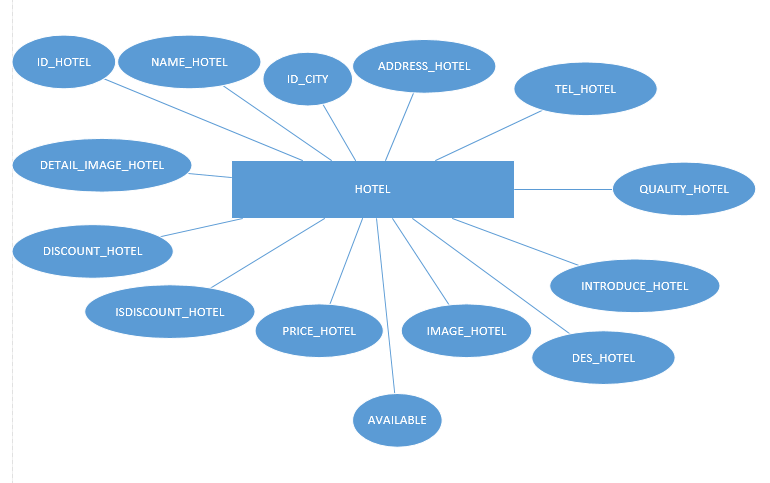 ID_HOTEL
NAME_HOTEL
ID_CITY
ADDRESS_HOTEL
TEL_HOTEL
DETAIL_IMAGE_HOTEL
HOTEL
QUALITY_HOTEL
DISCOUNT_HOTEL
INTRODUCE_HOTEL
ISDISCOUNT_HOTEL
PRICE_HOTEL
IMAGE_HOTEL
DES_HOTEL
AVAILABLE